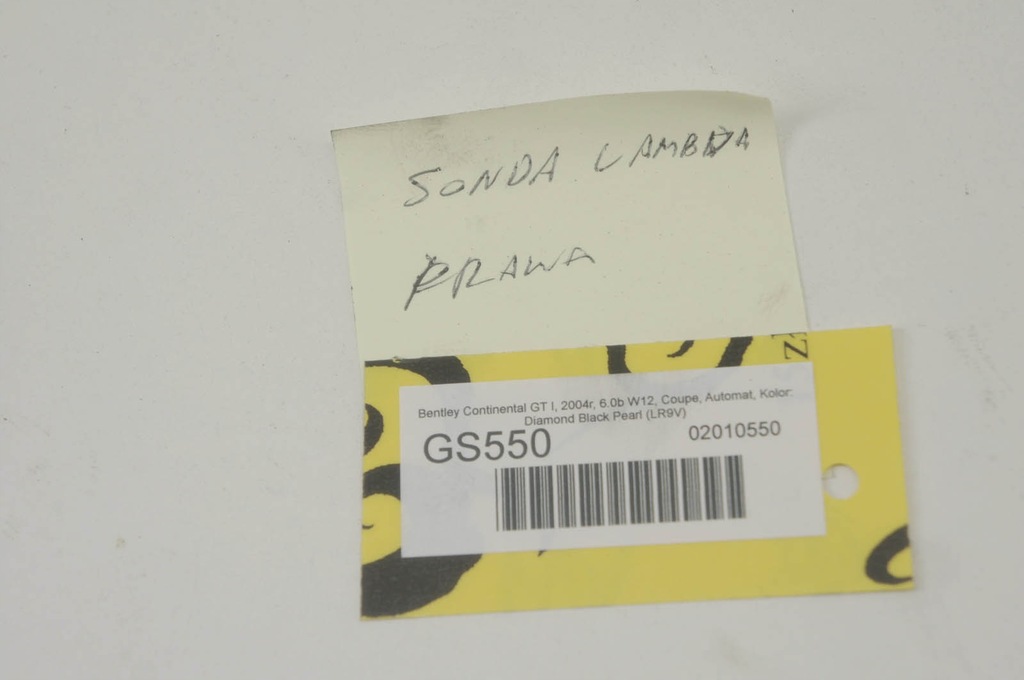 SONDA LAMBDA
PRAWA
Z
Bentley Continental GT I, 2004r, 6.0b W12, Coupe, Automat, Kolor:
Diamond Black Pearl (LR9V)
GS550
02010550